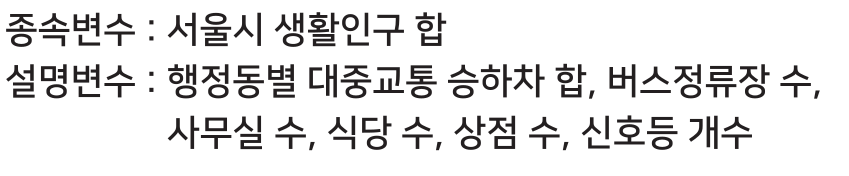 종속변수 : 서울시 생활인구 합
설명변수 : 행정동별 대중교통 승하차 합, 버스정류장 수,
사무실 수, 식당 수, 상점 수, 신호등 개수